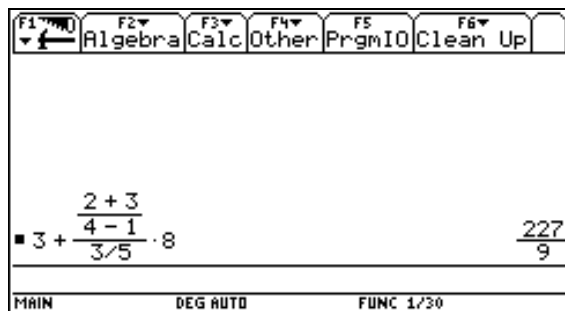 F1 F2 F3 F4 F5 F6
Algebra Calc Other PrgmIO Clean Up
2 + 3
4 - 1
3 + · 8
3/5
227
9
MAIN DEG AUTO FUNC 1/30